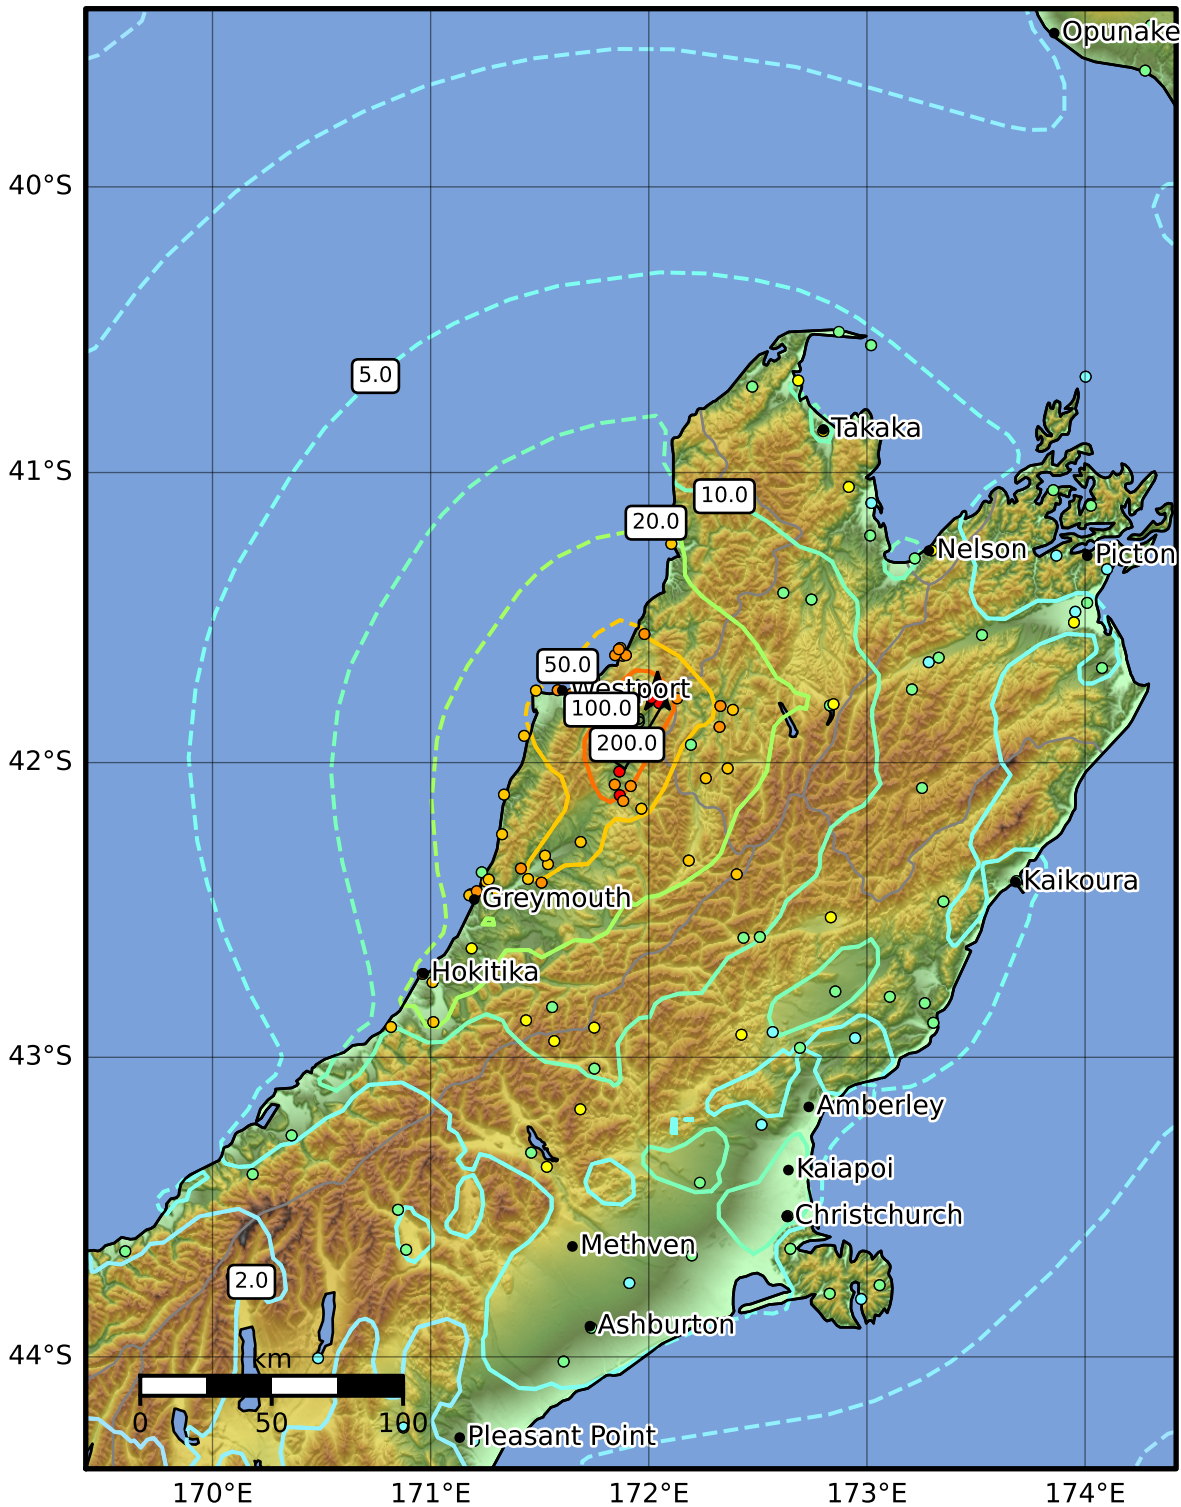 Opunake
40°S
5.0
Takaka
41°S
10.0
20.0
Nelson
Picton
50.0
Westport
100.0
200.0
42°S
Kaikoura
Greymouth
Hokitika
43°S
Amberley
Kaiapoi
Christchurch
Methven
2.0
Ashburton
44°S
km
0 50 100
Pleasant Point
170°E 171°E 172°E 173°E 174°E